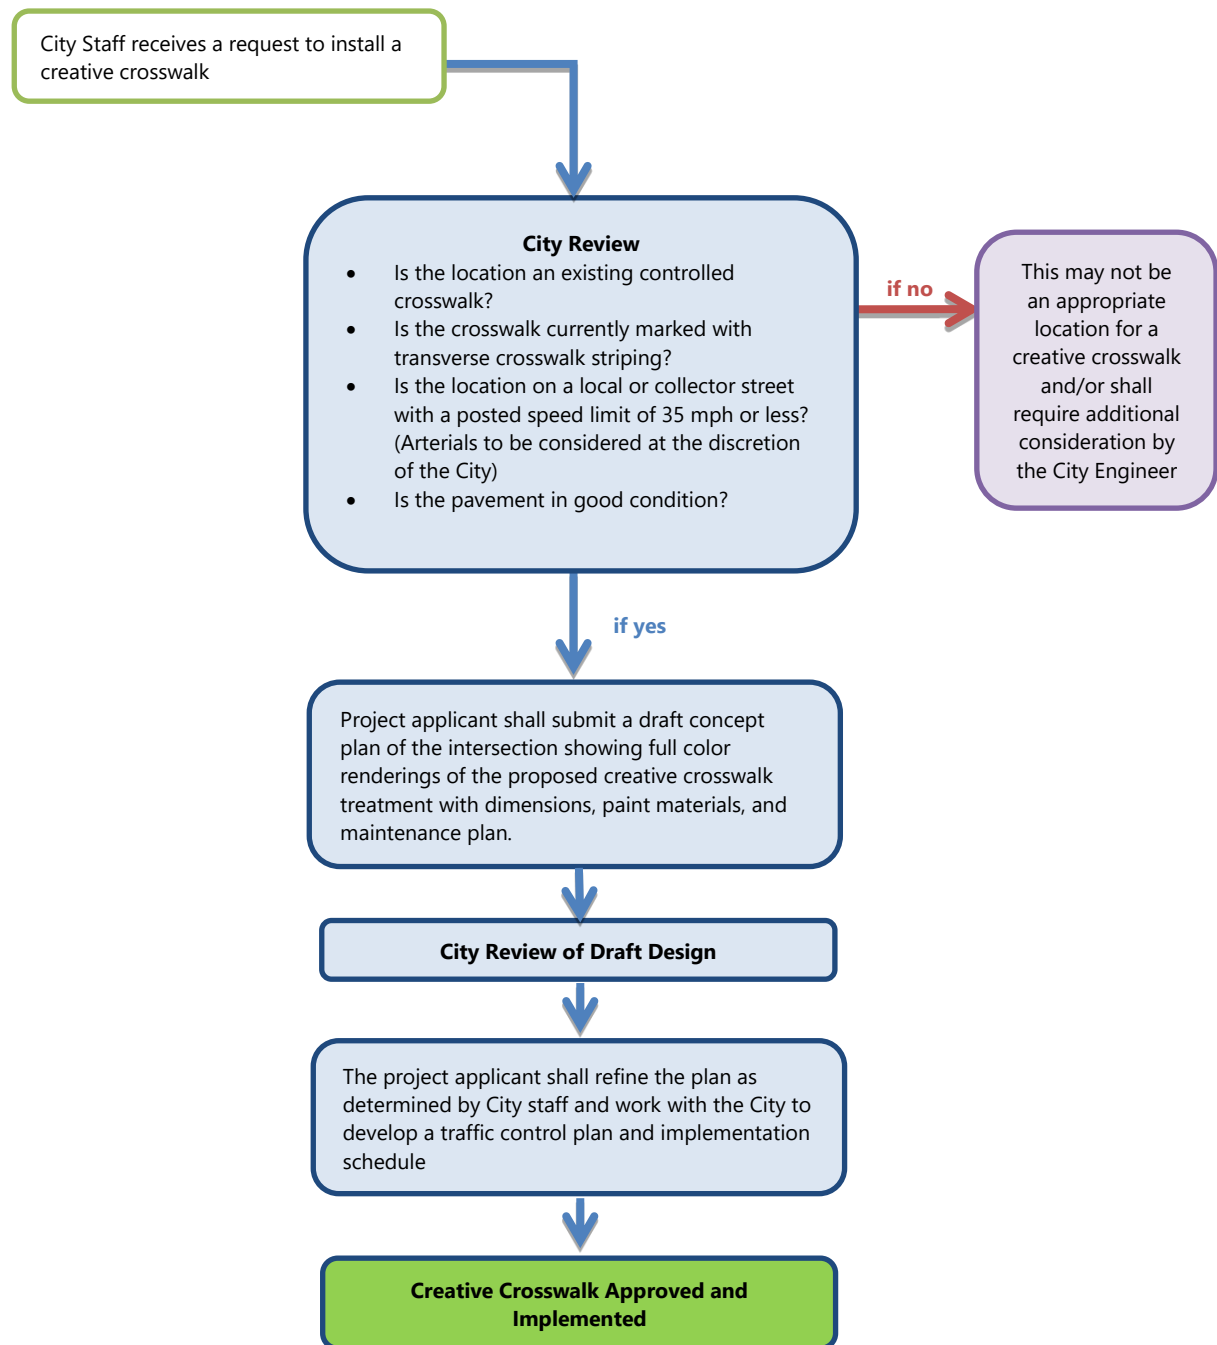 City Staff receives a request to install a
creative crosswalk
City Review
• Is the location an existing controlled
crosswalk?
• Is the crosswalk currently marked with
transverse crosswalk striping?
• Is the location on a local or collector street
with a posted speed limit of 35 mph or less?
(Arterials to be considered at the discretion
of the City)
• Is the pavement in good condition?
if no
This may not be
an appropriate
location for a
creative crosswalk
and/or shall
require additional
consideration by
the City Engineer
if yes
Project applicant shall submit a draft concept
plan of the intersection showing full color
renderings of the proposed creative crosswalk
treatment with dimensions, paint materials, and
maintenance plan.
City Review of Draft Design
The project applicant shall refine the plan as
determined by City staff and work with the City to
develop a traffic control plan and implementation
schedule
Creative Crosswalk Approved and
Implemented